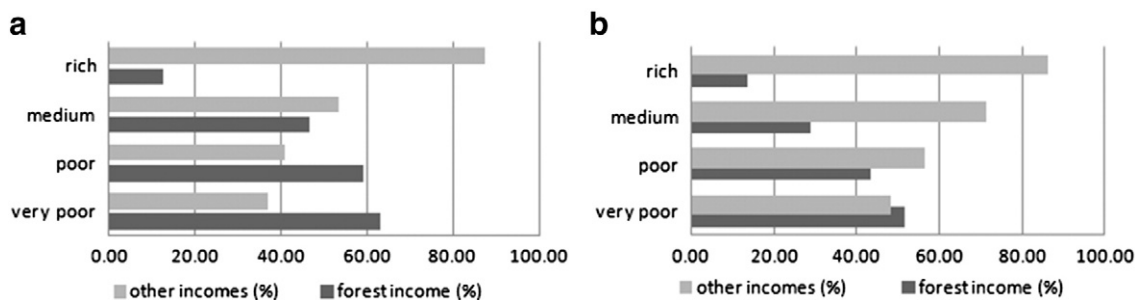 a
rich
medium
poor
very poor
0.00 20.00 40.00 60.00 80.00 100.00
other incomes (%) forest income (%)
b
rich
medium
poor
very poor
0.00 20.00 40.00 60.00 80.00 100.00
other incomes (%) forest income (%)